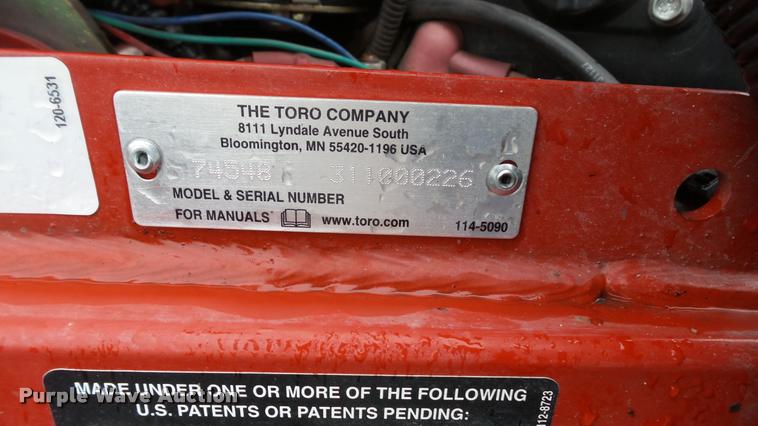 120-6531
THE TORO COMPANY
8111 Lyndale Avenue South
Bloomington, MN 55420-1196 USA
74548 311000226
MODEL & SERIAL NUMBER
FOR MANUALS www.toro.com 114-5090
MADE UNDER ONE OR MORE OF THE FOLLOWING
U.S. PATENTS OR PATENTS PENDING:
112-8723
Purple Wave Auction